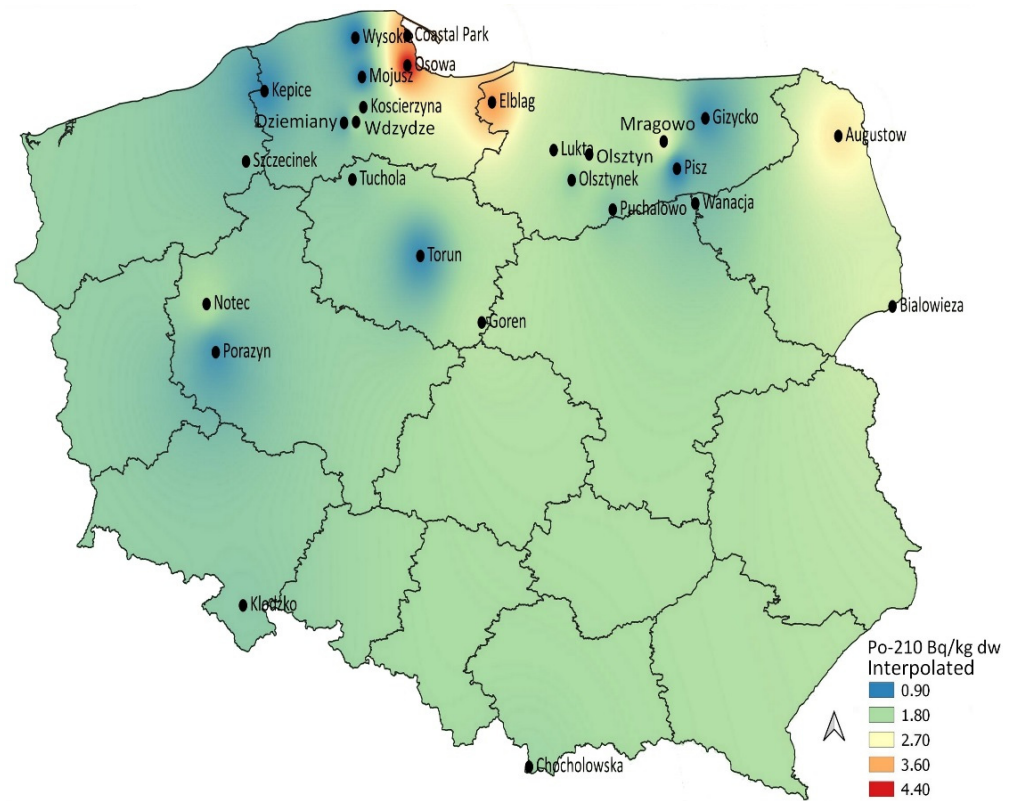 Wysokie
Coastal Park
Osowa
Mojusz
Kepice
Elblag
Koscierzyna
Dziemiany
Wdzydze
Gizycko
Mragowo
Augustow
Lukta
Olsztyn
Szczecinek
Pisz
Tuchola
Olsztynek
Puchalowo
Wanacja
Torun
Notec
Bialowieza
Goren
Porazyn
Klodzko
Chocholowska
Po-210 Bq/kg dw
Interpolated
0.90
1.80
2.70
3.60
4.40